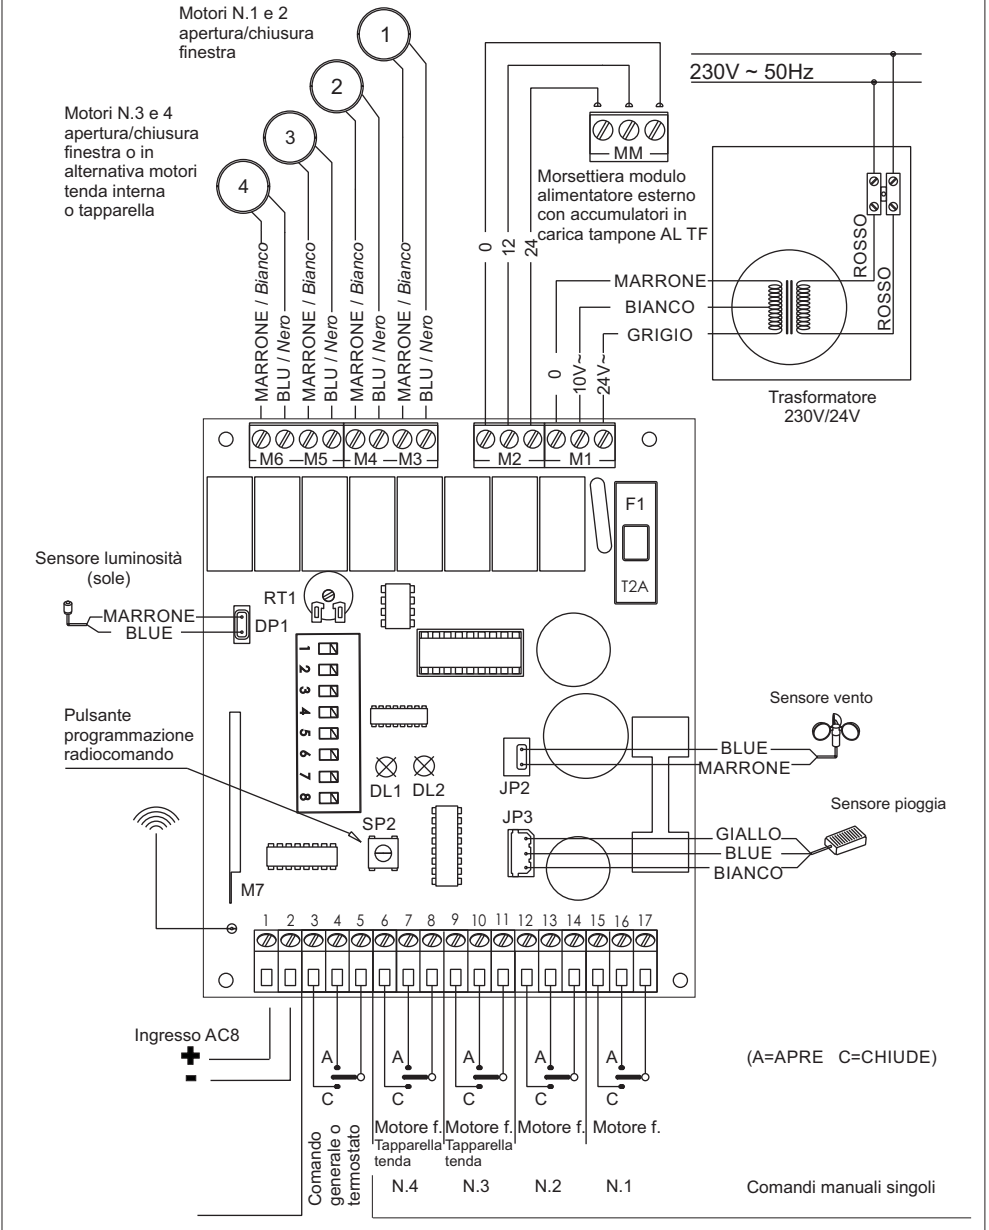 Motori N.1 e 2
apertura/chiusura
finestra
1
2
3
4
Motori N.3 e 4
apertura/chiusura
finestra o in
alternativa motori
tenda interna
o tapparella
230V ~ 50Hz
MM
Morsettiera modulo
alimentatore esterno
con accumulatori in
carica tampone AL TF
0
12
24
MARRONE
BIANCO
GRIGIO
0
10V~
24V~
ROSSO
ROSSO
Trasformatore
230V/24V
MARRONE / Bianco
BLU / Nero
MARRONE / Bianco
BLU / Nero
MARRONE / Bianco
BLU / Nero
MARRONE / Bianco
BLU / Nero
M6
M5
M4
M3
M2
M1
F1
T2A
Sensore luminosità
(sole)
MARRONE
BLUE
RT1
DP1
1
2
3
4
5
6
7
8
Pulsante
programmazione
radiocomando
DL1
DL2
SP2
JP2
JP3
Sensore vento
BLUE
MARRONE
Sensore pioggia
GIALLO
BLUE
BIANCO
M7
1 2 3 4 5 6 7 8 9 10 11 12 13 14 15 16 17
Ingresso AC8
+
-
A
C
A
C
A
C
A
C
A
C
(A=APRE C=CHIUDE)
Comando
generale o
termostato
Motore f.
Tapparella
tenda
N.4
Motore f.
Tapparella
tenda
N.3
Motore f.
N.2
Motore f.
N.1
Comandi manuali singoli